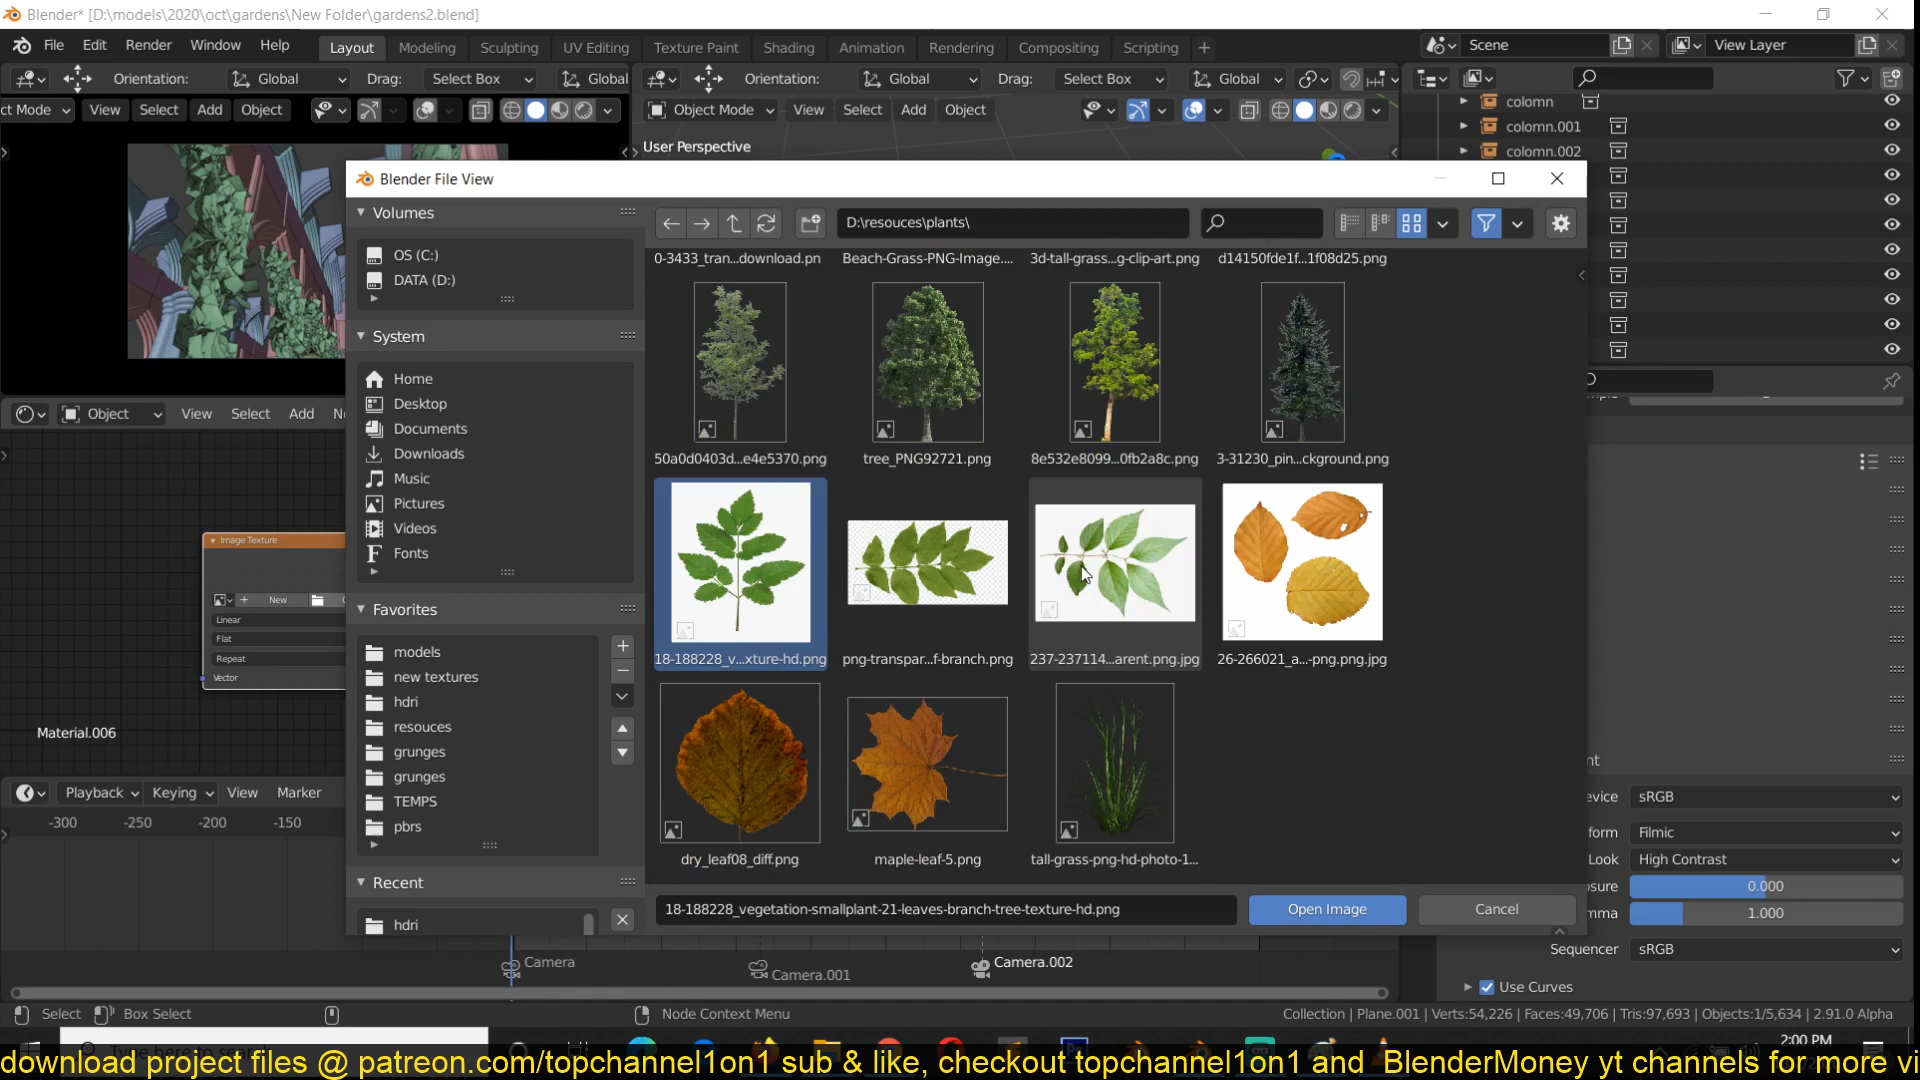 Blender* [D:\models\2020\oct\gardens\New Folder\gardens2.blend]
File Edit Render Window Help Layout Modeling Sculpting UV Editing Texture Paint Shading Animation Rendering Compositing Scripting + Scene View Layer
Orientation: Global Drag: Select Box Global Orientation: Global Drag: Select Box Global
ct Mode View Select Add Object Object Mode View Select Add Object
colomn
colomn.001
colomn.002
User Perspective
Blender File View
Volumes
D:\resouces\plants\
OS (C:)
DATA (D:)
0-3433_tran...download.pn Beach-Grass-PNG-Image.... 3d-tall-grass...g-clip-art.png d14150fde1f...1f08d25.png
System
Home
Desktop
Documents
Downloads
Music
Pictures
Videos
Fonts
50a0d0403d...e4e5370.png tree_PNG92721.png 8e532e8099...0fb2a8c.png 3-31230_pin...ckground.png
Object View Select Add
Image Texture
New
Linear
Flat
Repeat
Vector
Material.006
Favorites
models
new textures
hdri
resouces
grunges
grunges
TEMPS
pbrs
18-188228_v...xture-hd.png png-transpar...f-branch.png 237-237114...arent.png.jpg 26-266021_a...-png.png.jpg
dry_leaf08_diff.png maple-leaf-5.png tall-grass-png-hd-photo-1...
Recent
hdri
18-188228_vegetation-smallplant-21-leaves-branch-tree-texture-hd.png Open Image Cancel
Playback Keying View Marker
-300 -250 -200 -150
nt
evice sRGB
form Filmic
Look High Contrast
sure 0.000
mma 1.000
Sequencer sRGB
Use Curves
Camera Camera.001 Camera.002
Select Box Select Node Context Menu Collection | Plane.001 | Verts:54,226 | Faces:49,706 | Tris:97,693 | Objects:1/5,634 | 2.91.0 Alpha
2:00 PM
download project files @ patreon.com/topchannel1on1 sub & like, checkout topchannel1on1 and BlenderMoney yt channels for more vi